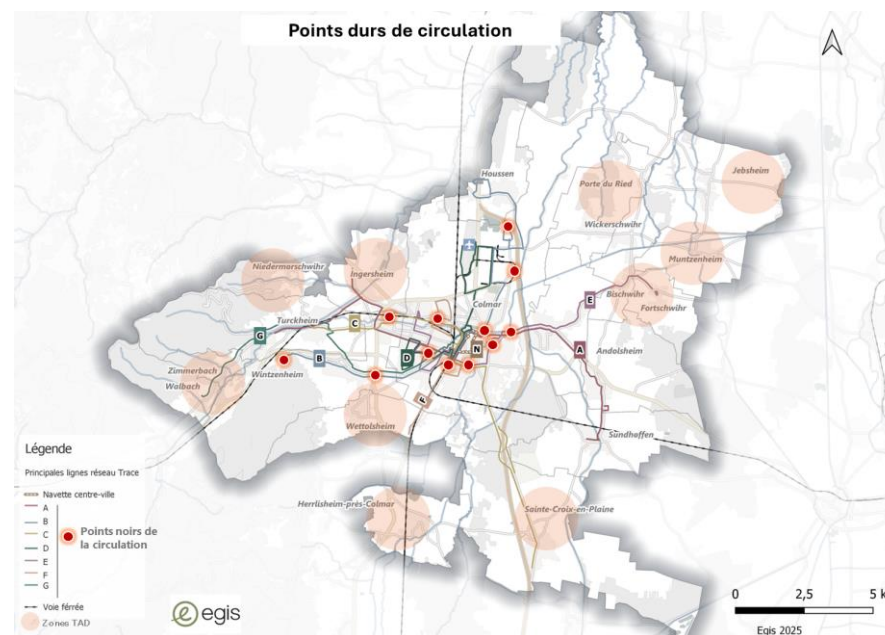 Points durs de circulation
Houssen
Jebsheim
Porte du Ried
Wickerschwihr
Muntzenheim
Niedermorschwihr
Ingersheim
Bischwihr
Fortschwihr
E
Colmar
Turckheim
C
G
N
A
Andolsheim
B
D
Zimmerbach
Walbach
Wintzenheim
F
Wettolsheim
Sundhoffen
Herrlisheim-près-Colmar
Sainte-Croix-en-Plaine
Légende
Principales lignes réseau Trace
Navette centre-ville
A
B
C
D
E
F
G
Points noirs de
la circulation
Voie férrée
Zones TAD
egis
0 2,5 5 k
Egis 2025